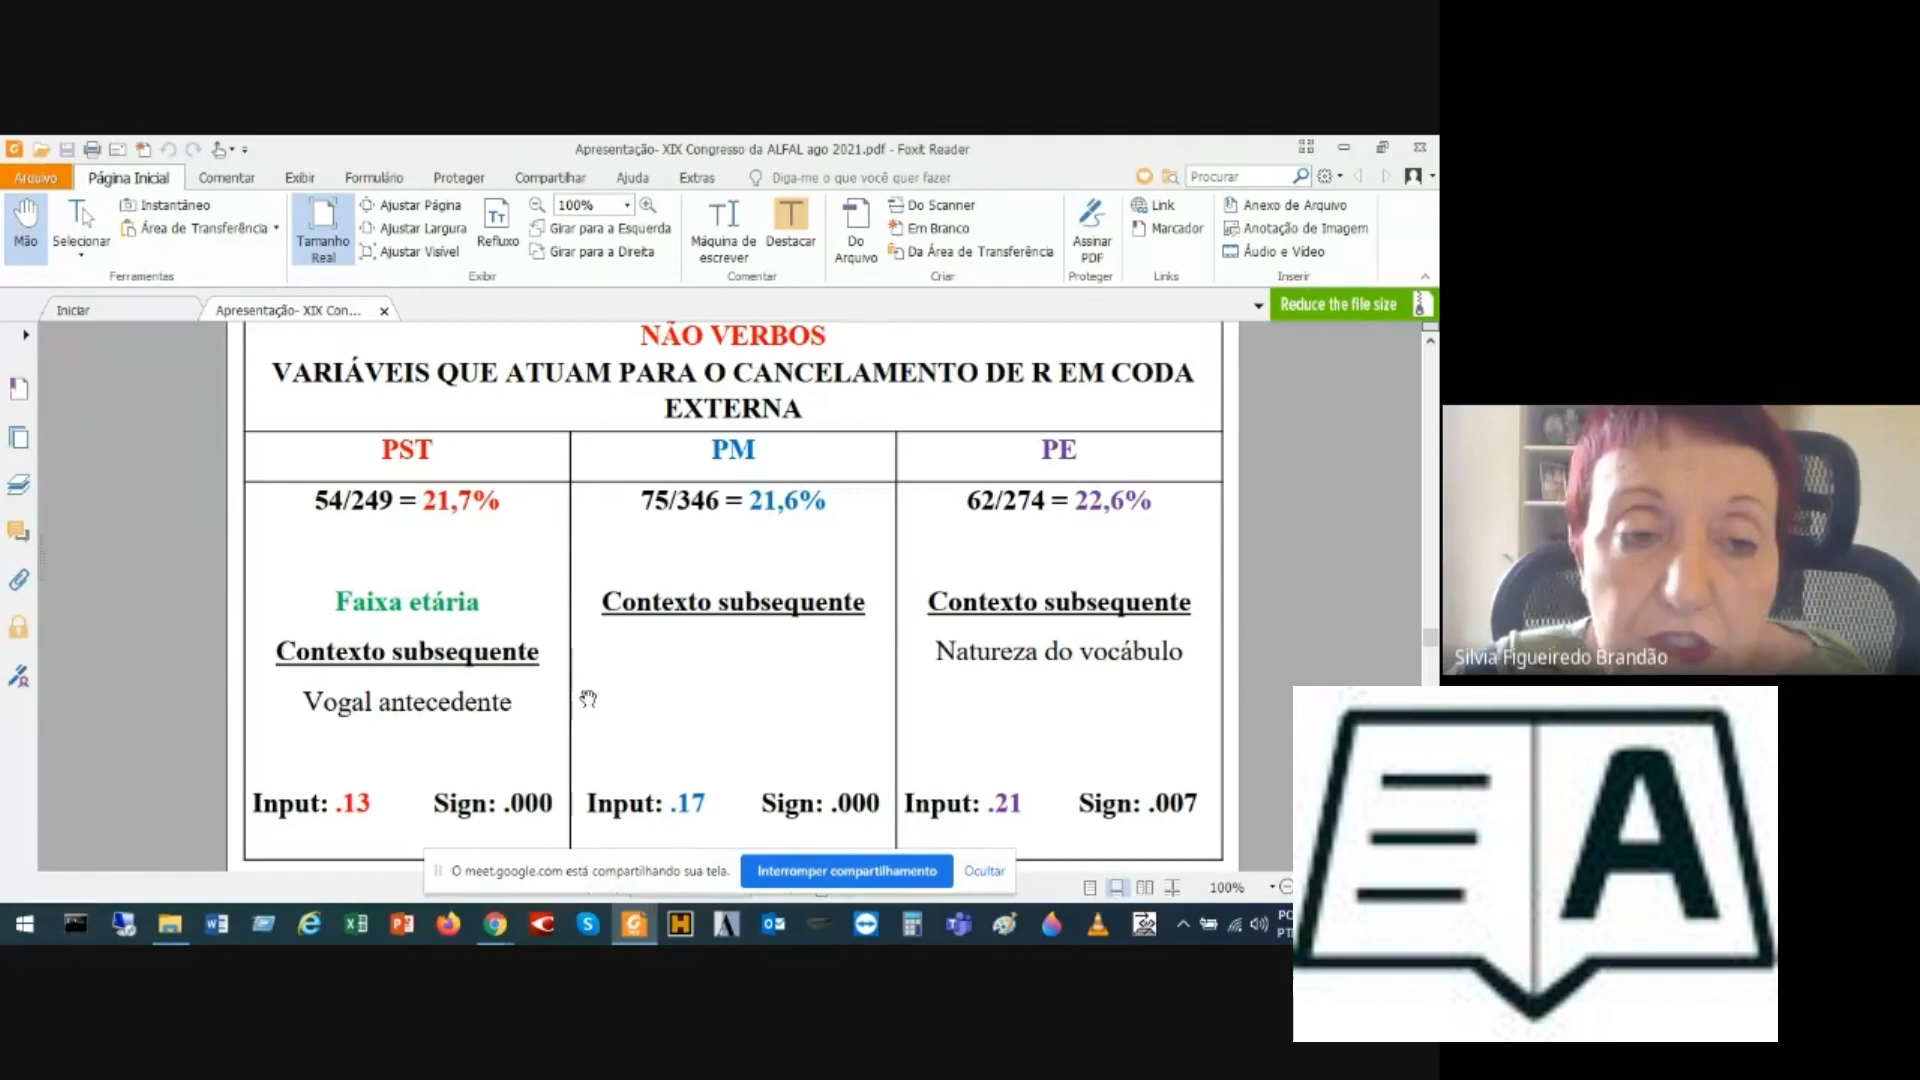 Apresentação- XIX Congresso da ALFAL ago 2021.pdf - Foxit Reader
Arquivo Página Inicial Comentar Exibir Formulário Proteger Compartilhar Ajuda Extras Diga-me o que você quer fazer Procurar
Mão
Selecionar
Instantâneo
Área de Transferência
Ferramentas
Tamanho
Real
Ajustar Página
Ajustar Largura
Ajustar Visível
Refluxo
100%
Girar para a Esquerda
Girar para a Direita
Exibir
Máquina de
escrever
Destacar
Comentar
Do
Arquivo
Do Scanner
Em Branco
Da Área de Transferência
Criar
Assinar
PDF
Proteger
Link
Marcador
Links
Anexo de Arquivo
Anotação de Imagem
Áudio e Vídeo
Inserir
Iniciar
Apresentação- XIX Con...
Reduce the file size
NÃO VERBOS
VARIÁVEIS QUE ATUAM PARA O CANCELAMENTO DE R EM CODA
EXTERNA
PST PM PE
54/249 = 21,7% 75/346 = 21,6% 62/274 = 22,6%
Faixa etária Contexto subsequente Contexto subsequente
Contexto subsequente Natureza do vocábulo
Vogal antecedente
Input: .13 Sign: .000 Input: .17 Sign: .000 Input: .21 Sign: .007
O meet.google.com está compartilhando sua tela. Interromper compartilhamento Ocultar
100%
Silvia Figueiredo Brandão
A